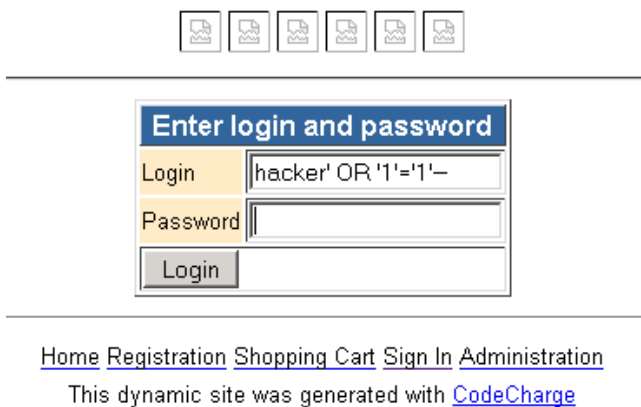 Enter login and password
Login hacker' OR '1'='1'--
Password
Login
Home Registration Shopping Cart Sign In Administration
This dynamic site was generated with CodeCharge